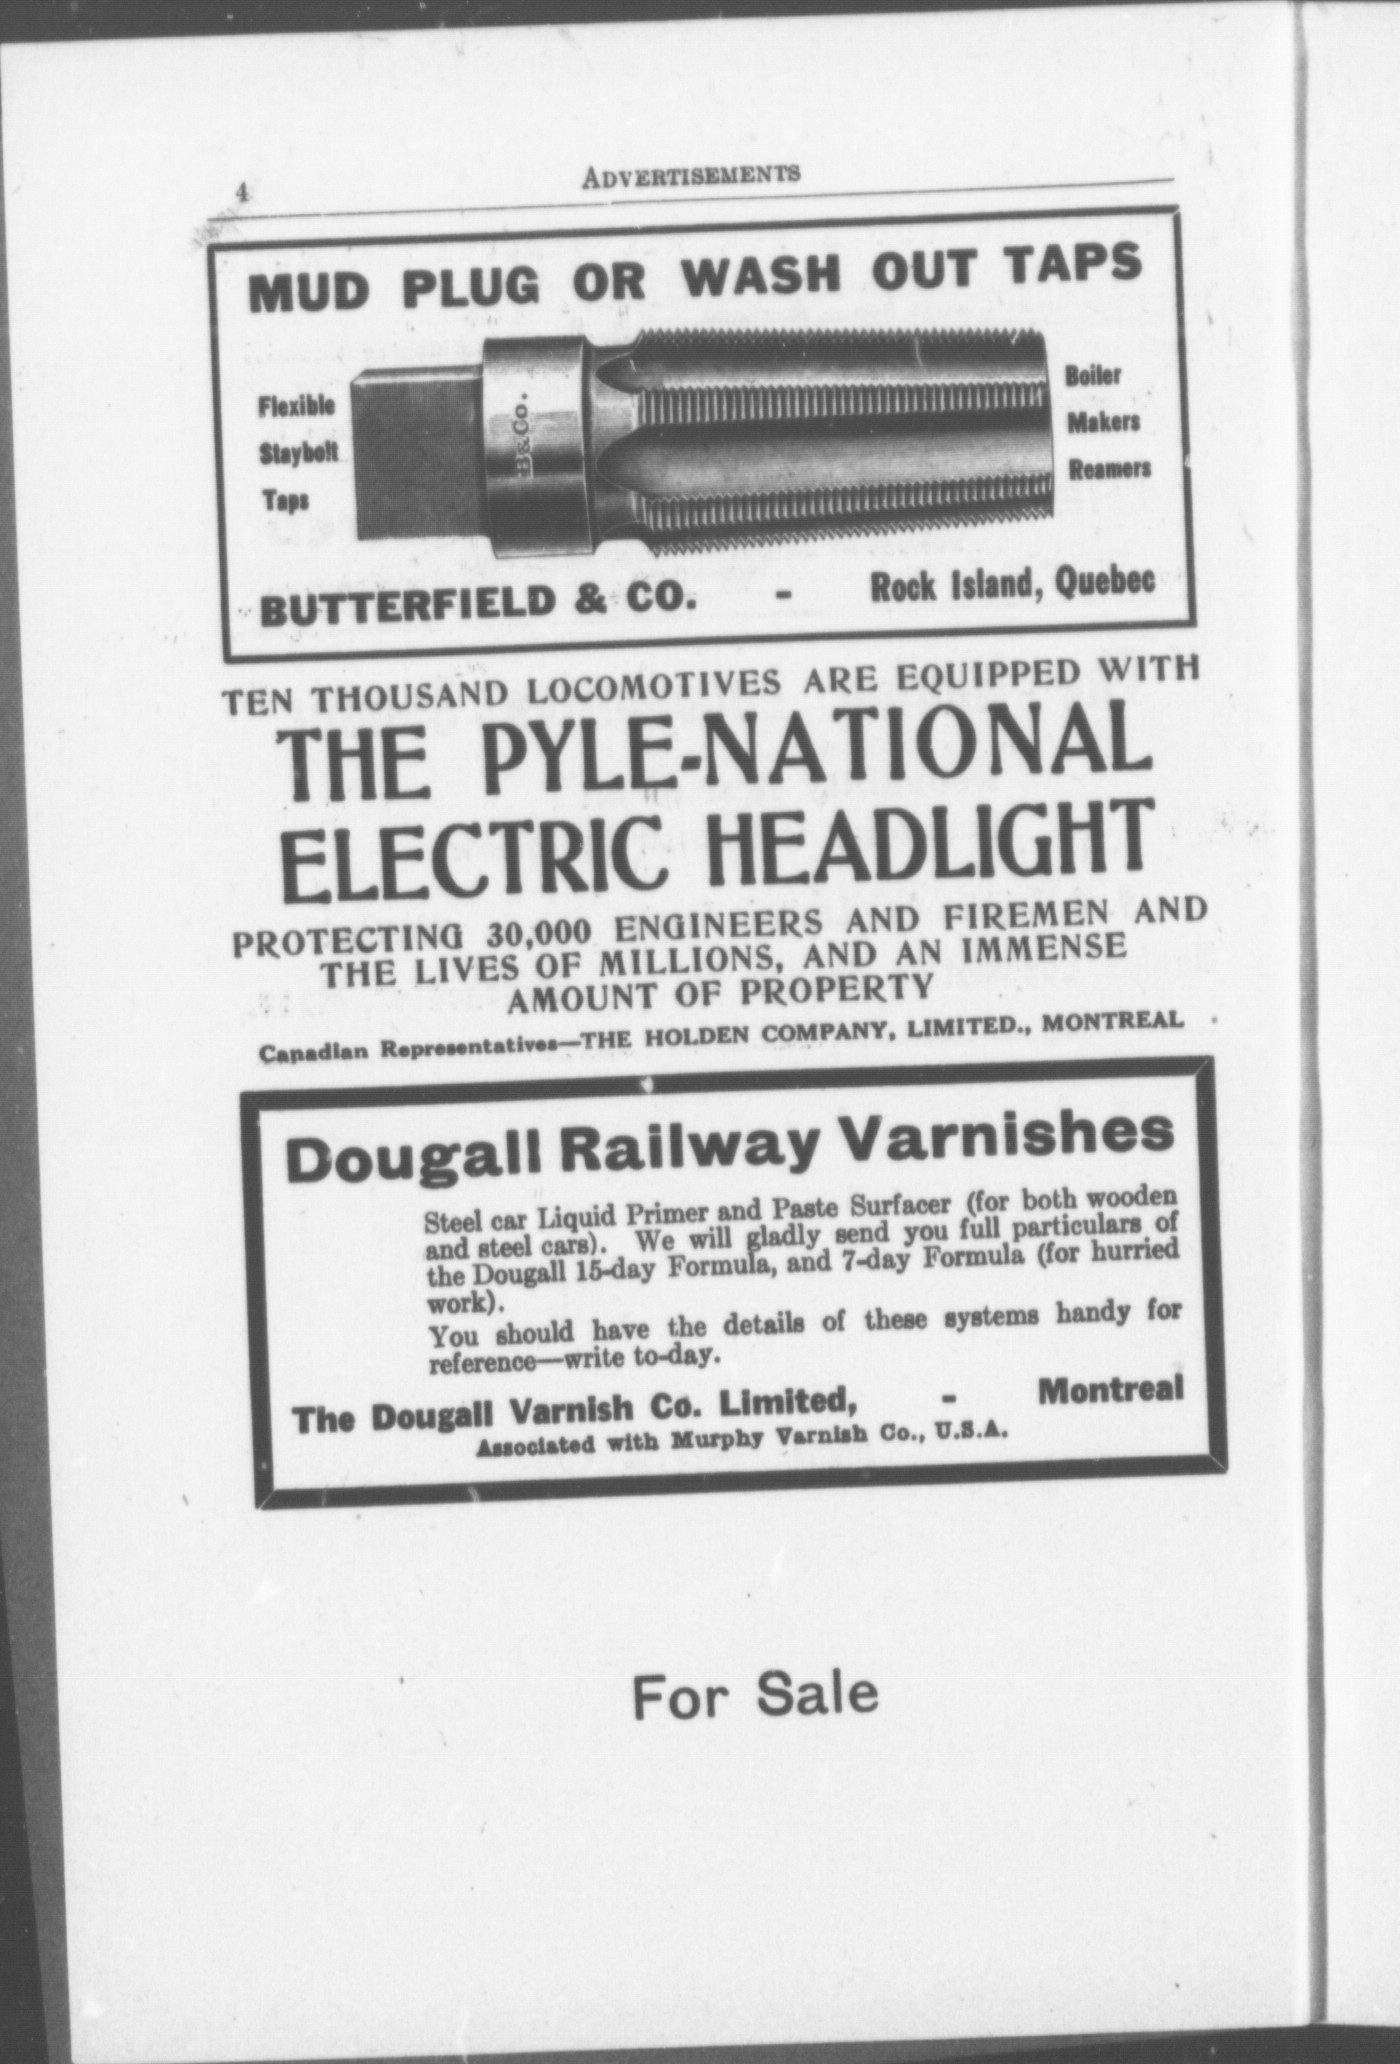 4
ADVERTISEMENTS
MUD PLUG OR WASH OUT TAPS
Flexible
Staybolt
Taps
B&Co.
Boiler
Makers
Reamers
BUTTERFIELD & CO. - Rock Island, Quebec
TEN THOUSAND LOCOMOTIVES ARE EQUIPPED WITH
THE PYLE-NATIONAL
ELECTRIC HEADLIGHT
PROTECTING 30,000 ENGINEERS AND FIREMEN AND
THE LIVES OF MILLIONS, AND AN IMMENSE
AMOUNT OF PROPERTY
Canadian Representatives—THE HOLDEN COMPANY, LIMITED., MONTREAL
Dougall Railway Varnishes
Steel car Liquid Primer and Paste Surfacer (for both wooden
and steel cars). We will gladly send you full particulars of
the Dougall 15-day Formula, and 7-day Formula (for hurried
work).
You should have the details of these systems handy for
reference—write to-day.
The Dougall Varnish Co. Limited, - Montreal
Associated with Murphy Varnish Co., U.S.A.
For Sale